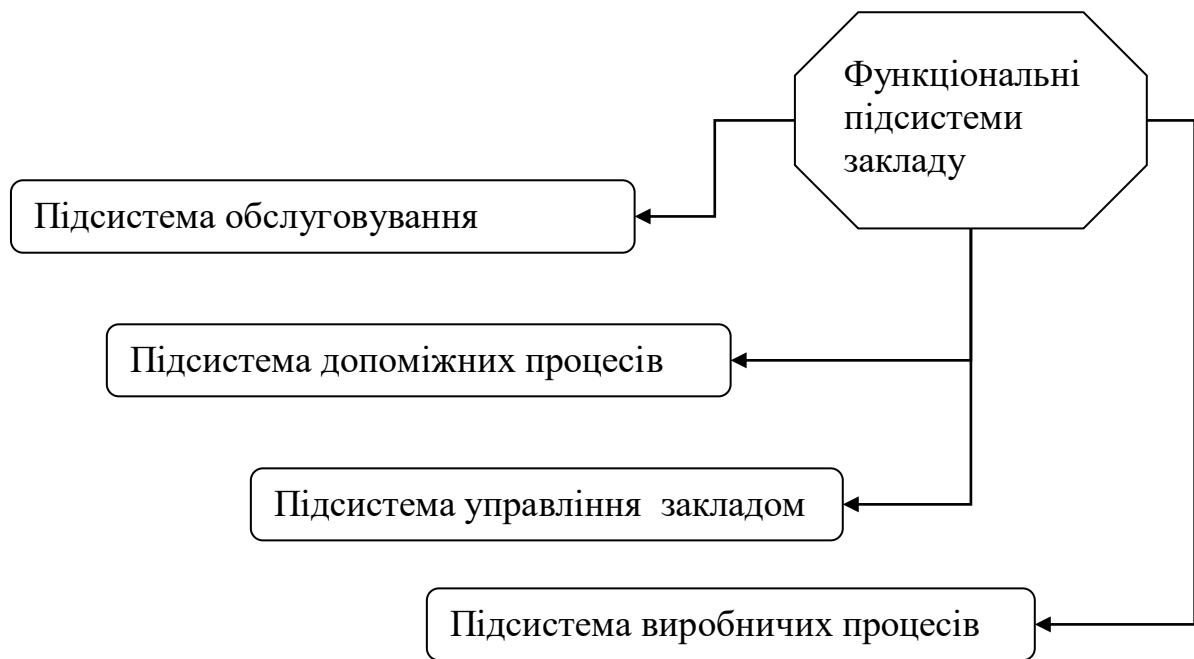 Функціональні
підсистеми
закладу
Підсистема обслуговування
Підсистема допоміжних процесів
Підсистема управління закладом
Підсистема виробничих процесів